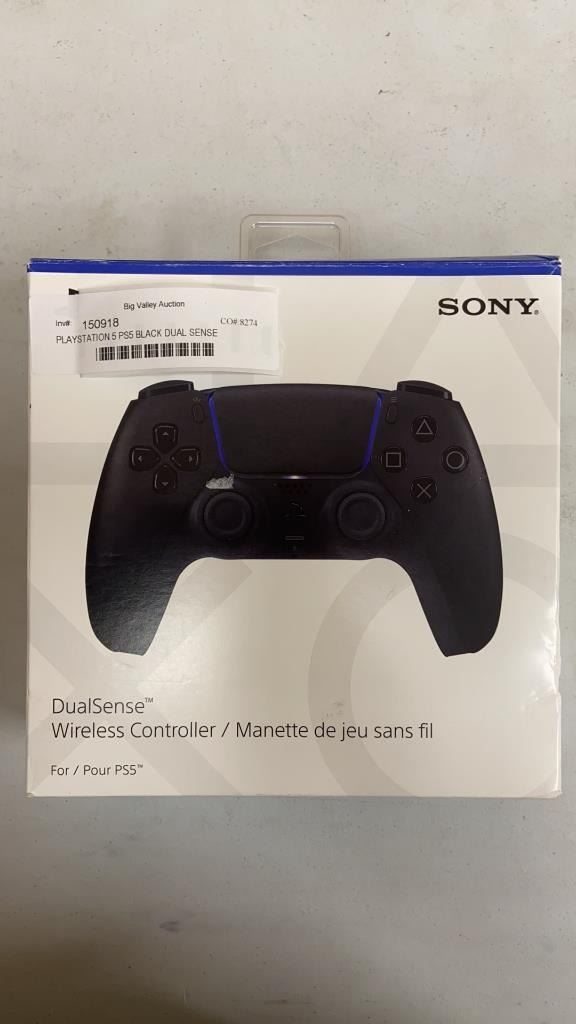 Big Valley Auction
Inv#: 150918 CO#:8274
PLAYSTATION 5 PS5 BLACK DUAL SENSE
SONY®
DualSense™
Wireless Controller / Manette de jeu sans fil
For / Pour PS5™